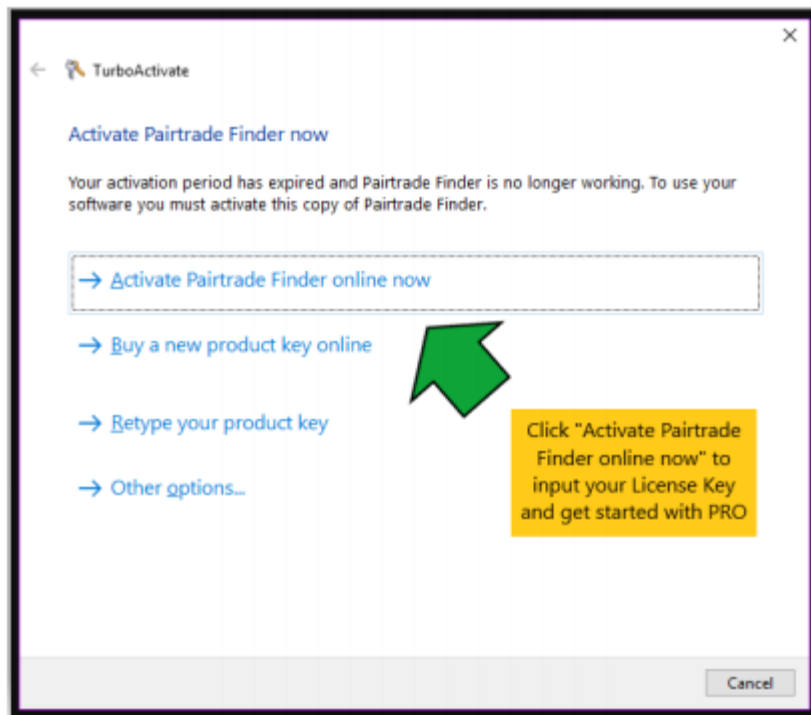 TurboActivate
Activate Pairtrade Finder now
Your activation period has expired and Pairtrade Finder is no longer working. To use your
software you must activate this copy of Pairtrade Finder.
Activate Pairtrade Finder online now
Buy a new product key online
Retype your product key
Other options...
Click "Activate Pairtrade
Finder online now" to
input your License Key
and get started with PRO
Cancel